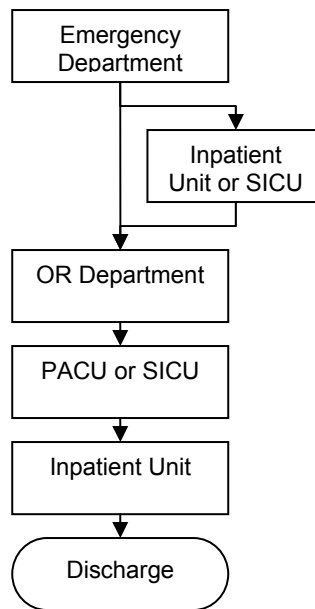 Emergency
Department
Inpatient
Unit or SICU
OR Department
PACU or SICU
Inpatient Unit
Discharge